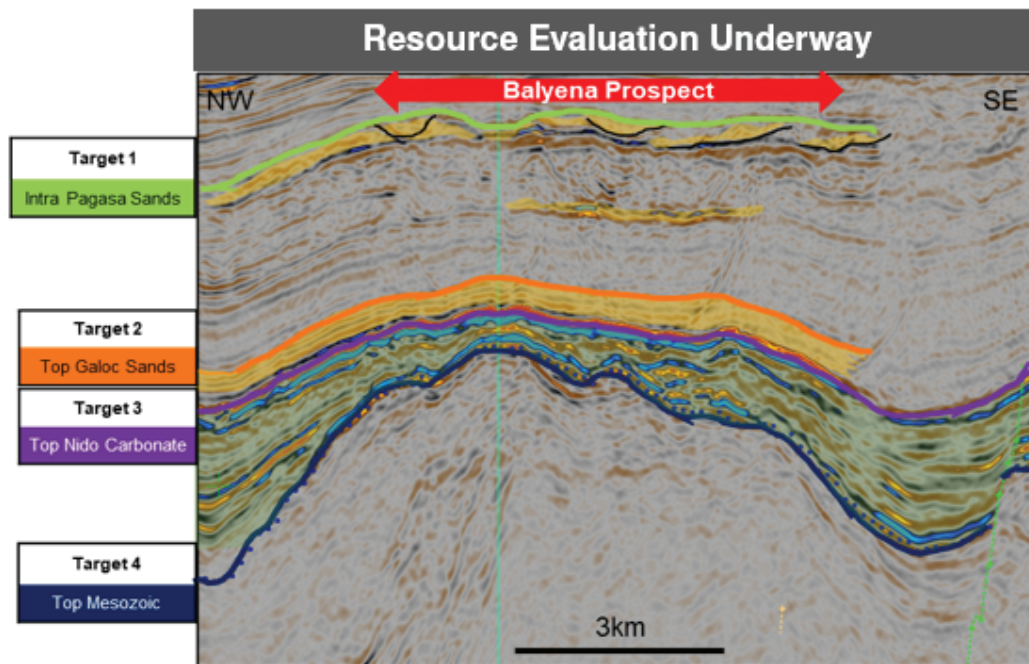 Resource Evaluation Underway
NW
Balyena Prospect
SE
Target 1
Intra Pagasa Sands
Target 2
Top Galoc Sands
Target 3
Top Nido Carbonate
Target 4
Top Mesozoic
3km